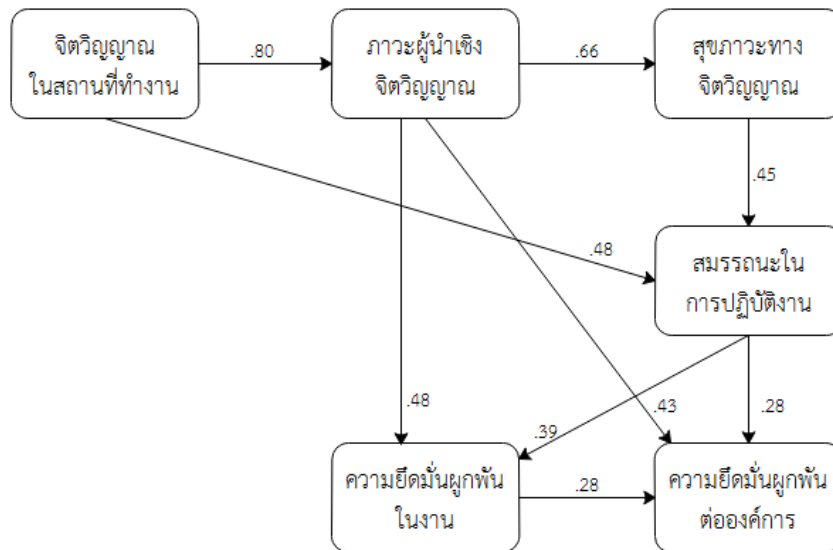 จิตวิญญาณ
ในสถานที่ทำงาน
.80
ภาวะผู้นำเชิง
จิตวิญญาณ
.66
สุขภาวะทาง
จิตวิญญาณ
.45
.48
สมรรถนะใน
การปฏิบัติงาน
.48
.39
.43
.28
ความยึดมั่นผูกพัน
ในงาน
.28
ความยึดมั่นผูกพัน
ต่อองค์การ